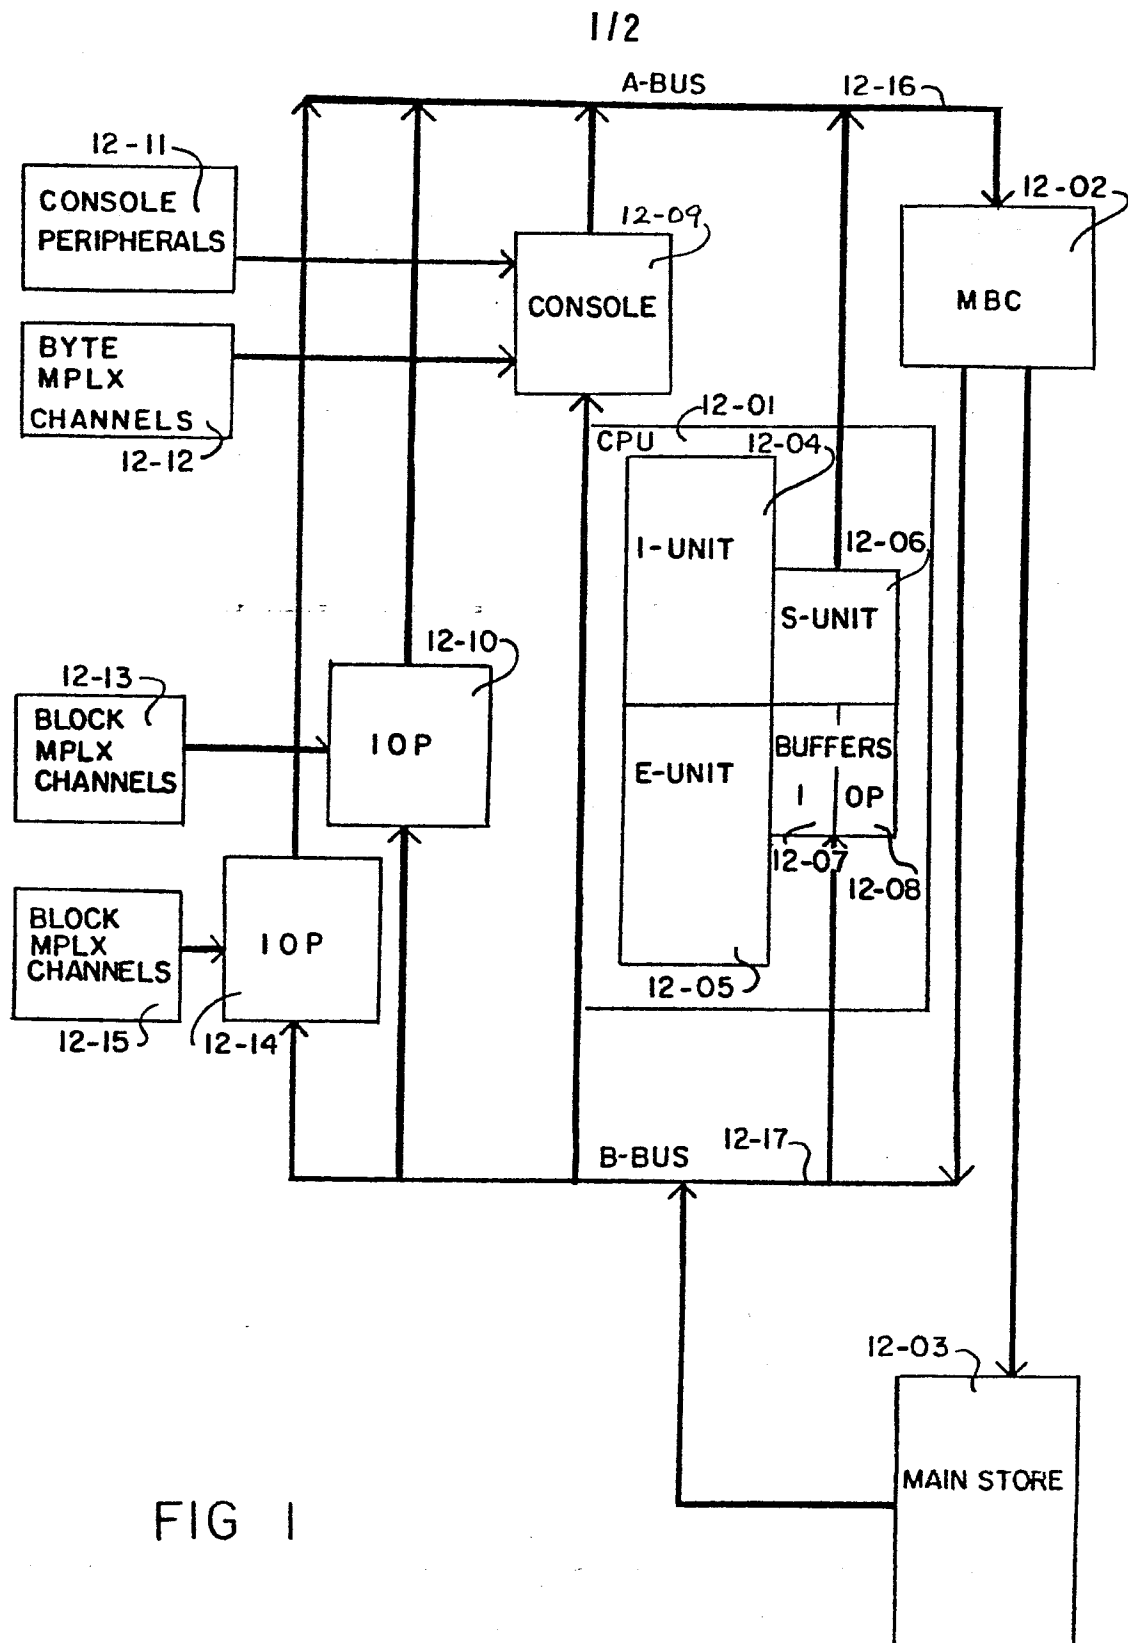 1/2
A-BUS
12-16
12-11
CONSOLE
PERIPHERALS
12-02
MBC
12-09
CONSOLE
BYTE
MPLX
CHANNELS
12-12
12-01
CPU
12-04
I-UNIT
12-06
S-UNIT
12-10
IOP
12-13
BLOCK
MPLX
CHANNELS
E-UNIT
BUFFERS
I OP
12-07
12-08
BLOCK
MPLX
CHANNELS
12-15
IOP
12-14
12-05
B-BUS
12-17
12-03
MAIN STORE
FIG 1